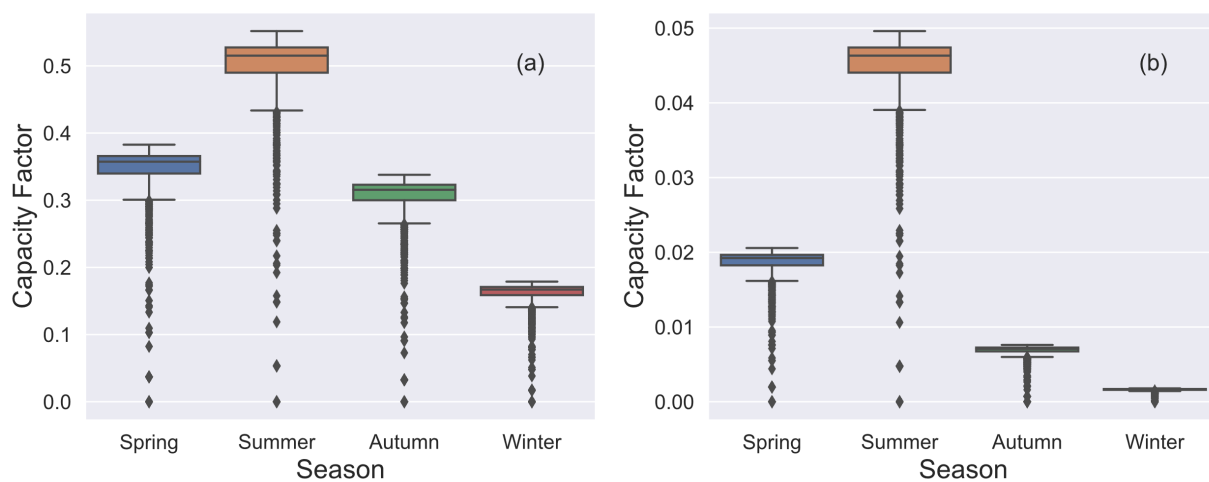 (a)
Capacity Factor
0.5
0.4
0.3
0.2
0.1
0.0
Spring Summer Autumn Winter
Season
(b)
Capacity Factor
0.05
0.04
0.03
0.02
0.01
0.00
Spring Summer Autumn Winter
Season